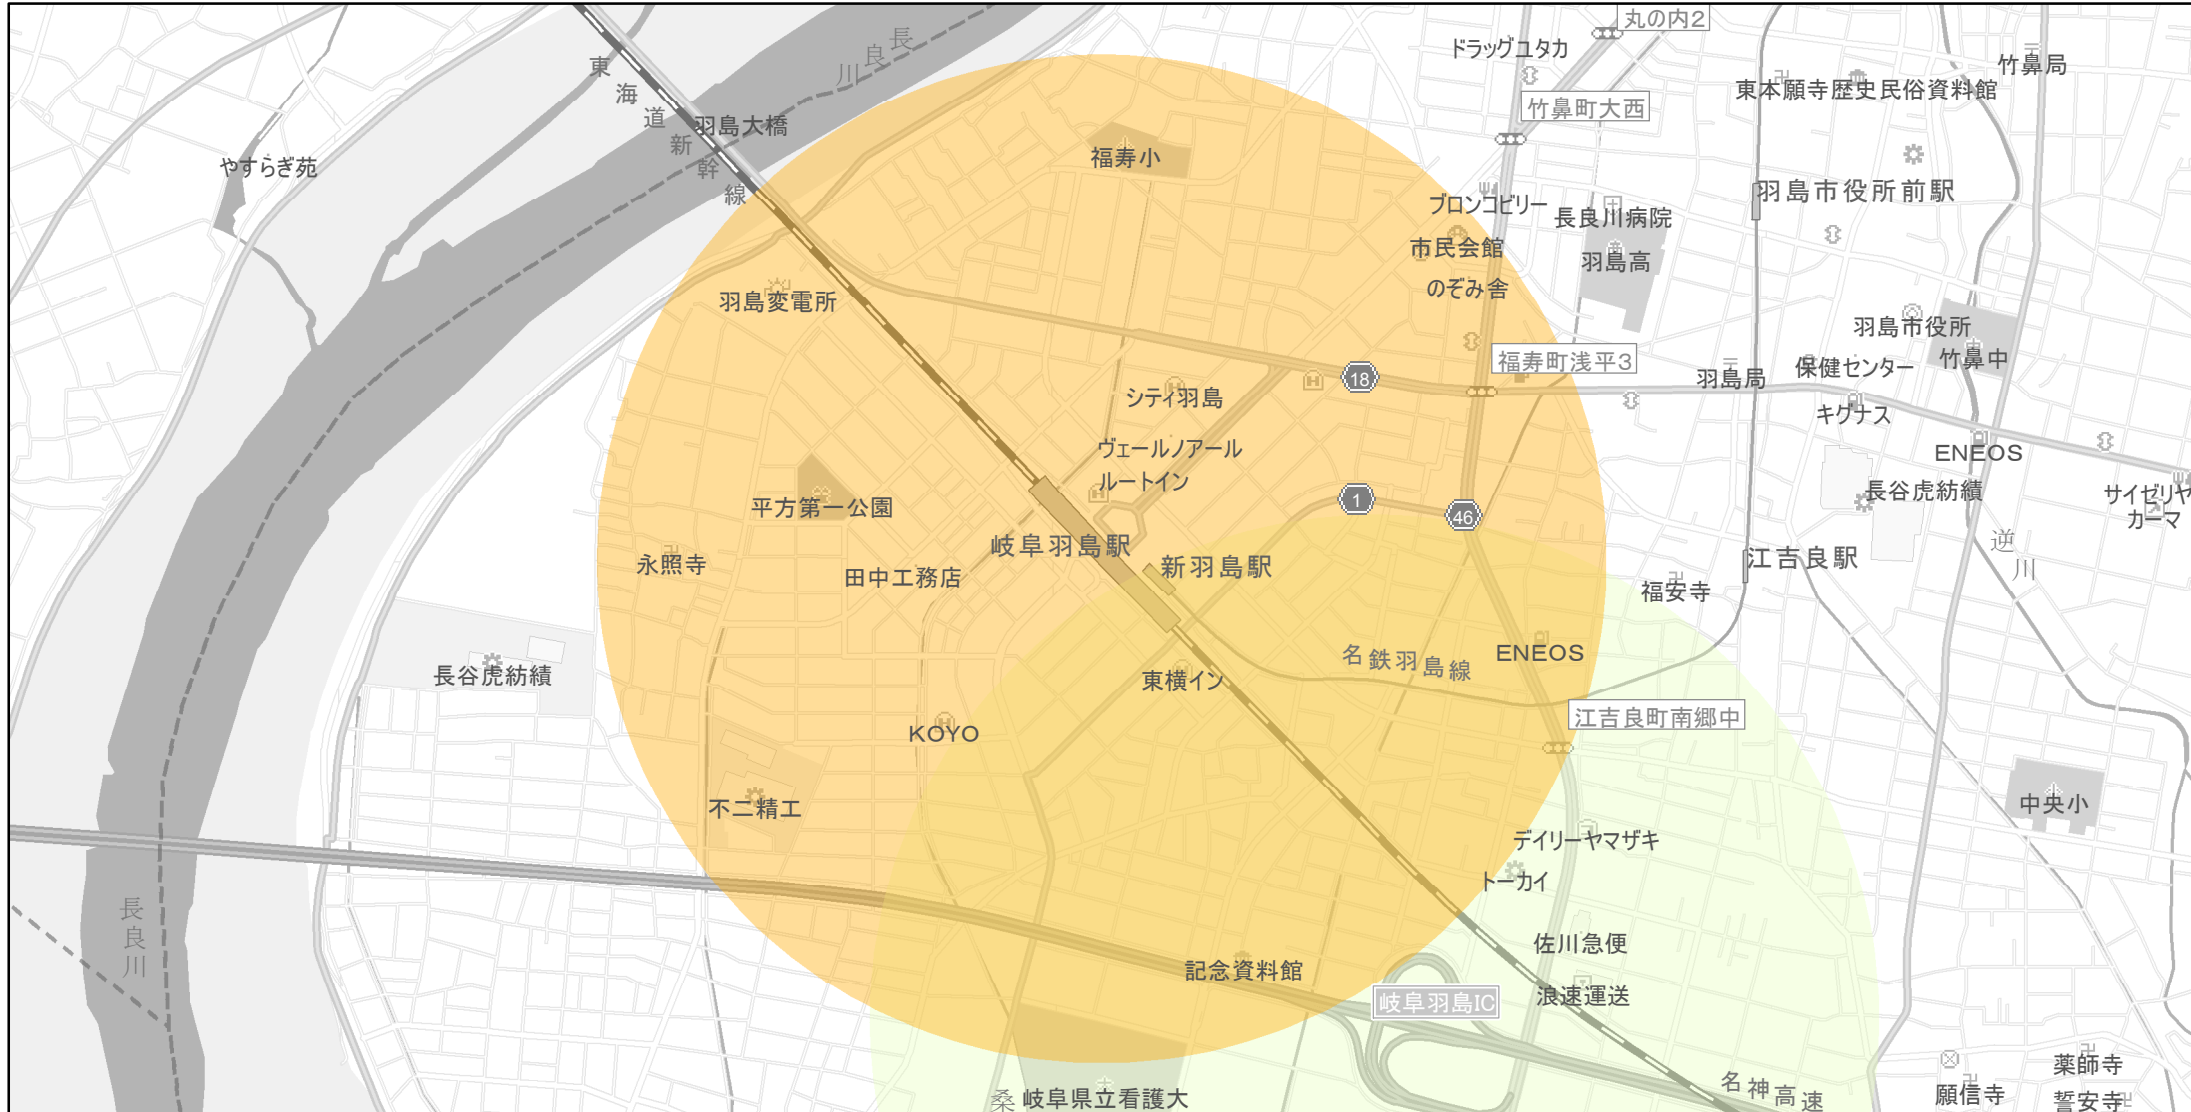 丸の内2
ドラッグユタカ
竹鼻局
東本願寺歴史民俗資料館
竹鼻町大西
長良川
東海道新幹線
羽島大橋
福寿小
やすらぎ苑
羽島市役所前駅
ブロンコビリー
長良川病院
市民会館
羽島高
のぞみ舎
羽島変電所
羽島市役所
福寿町浅平3
竹鼻中
保健センター
羽島局
18
シティ羽島
キグナス
ヴェールノアール
ENEOS
ルートイン
長谷虎紡績
サイゼリヤ
カーマ
平方第一公園
1
46
逆川
岐阜羽島駅
新羽島駅
江吉良駅
永照寺
田中工務店
福安寺
名鉄羽島線
ENEOS
長谷虎紡績
東横イン
江吉良町南郷中
KOYO
不二精工
中央小
デイリーヤマザキ
トーカイ
長良川
佐川急便
記念資料館
浪速運送
岐阜羽島IC
薬師寺
名神高速
願信寺
誓安寺
桑
岐阜県立看護大